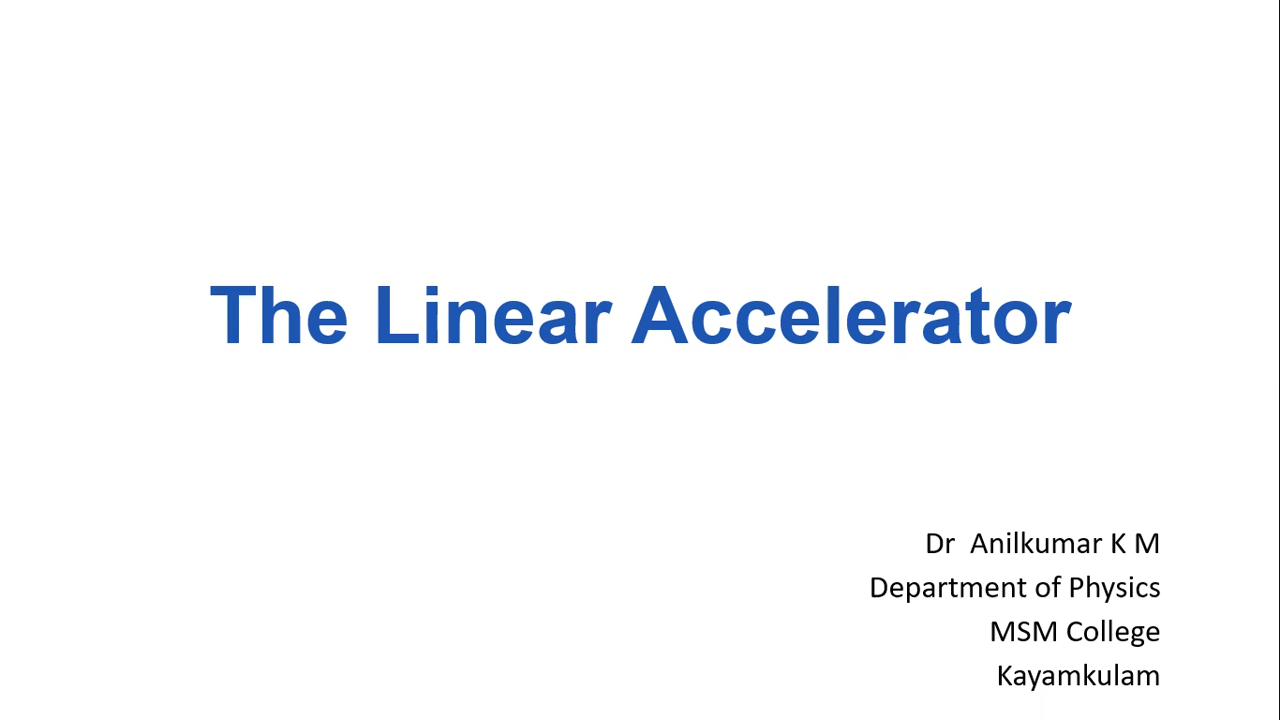 The Linear Accelerator
Dr  Anilkumar K M
Department of Physics
MSM College
Kayamkulam